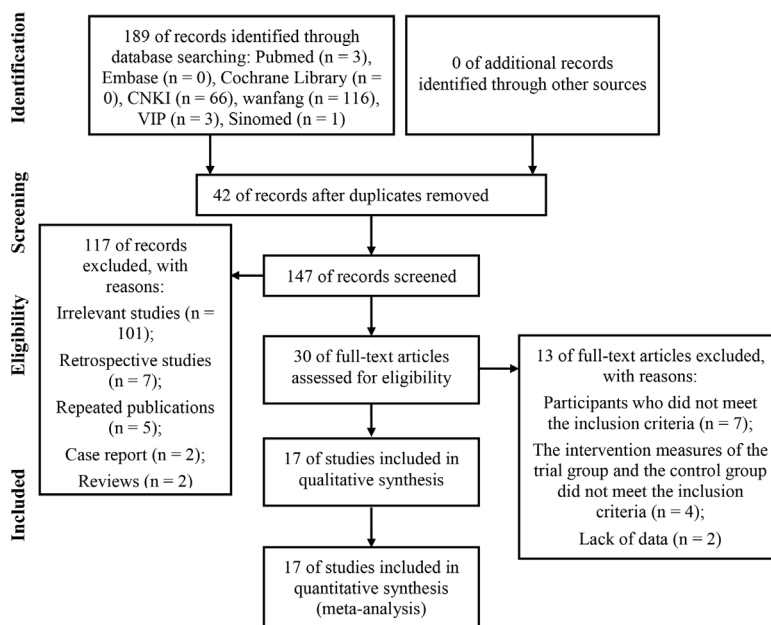 Identification
189 of records identified through
database searching: Pubmed (n = 3),
Embase (n = 0), Cochrane Library (n =
0), CNKI (n = 66), wanfang (n = 116),
VIP (n = 3), Sinomed (n = 1)
0 of additional records
identified through other sources
Screening
42 of records after duplicates removed
117 of records
excluded, with
reasons:
Irrelevant studies (n =
101);
Retrospective studies
(n = 7);
Repeated publications
(n = 5);
Case report (n = 2);
Reviews (n = 2)
147 of records screened
Eligibility
30 of full-text articles
assessed for eligibility
13 of full-text articles excluded,
with reasons:
Participants who did not meet
the inclusion criteria (n = 7);
The intervention measures of the
trial group and the control group
did not meet the inclusion
criteria (n = 4);
Lack of data (n = 2)
Included
17 of studies included in
qualitative synthesis
17 of studies included in
quantitative synthesis
(meta-analysis)